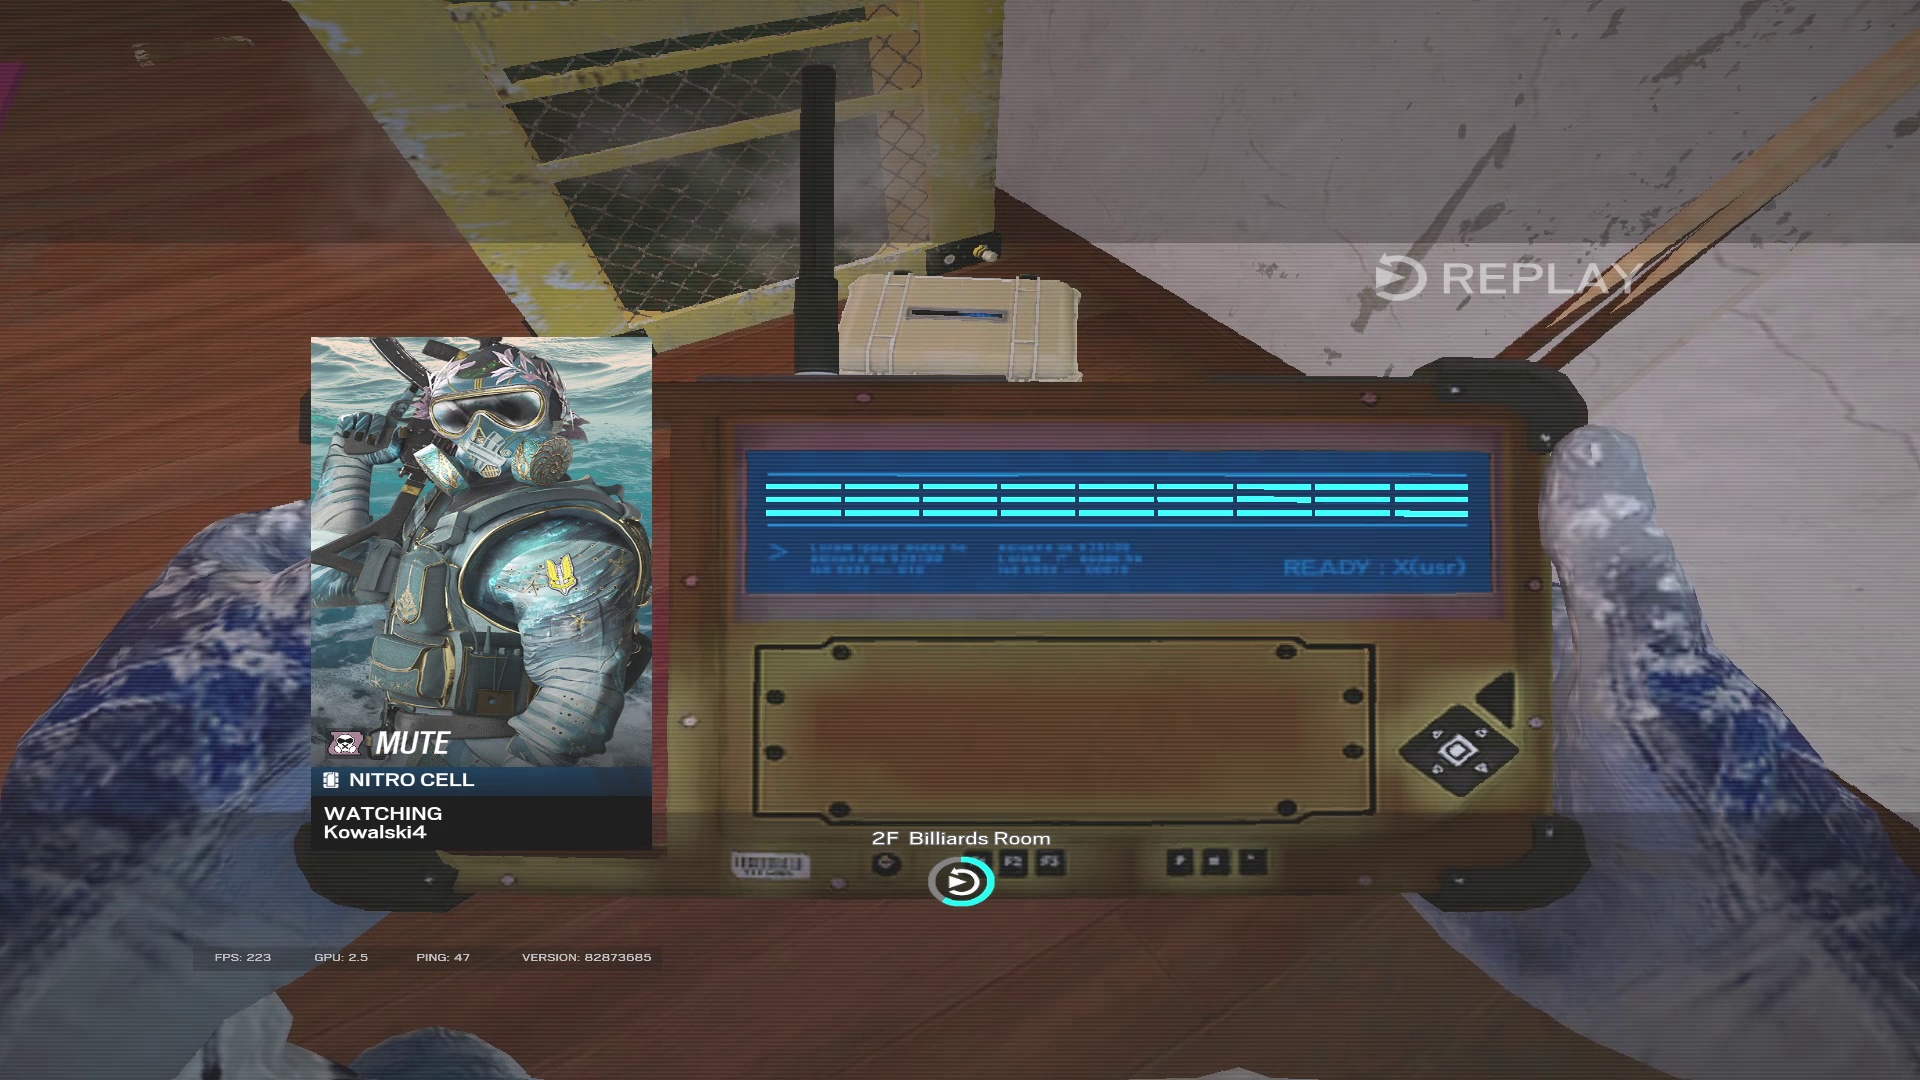 REPLAY
READY : X(usr)
MUTE
NITRO CELL
WATCHING
Kowalski4
2F Billiards Room
F2 F3
FPS: 223 GPU: 2.5 PING: 47 VERSION: 82873685